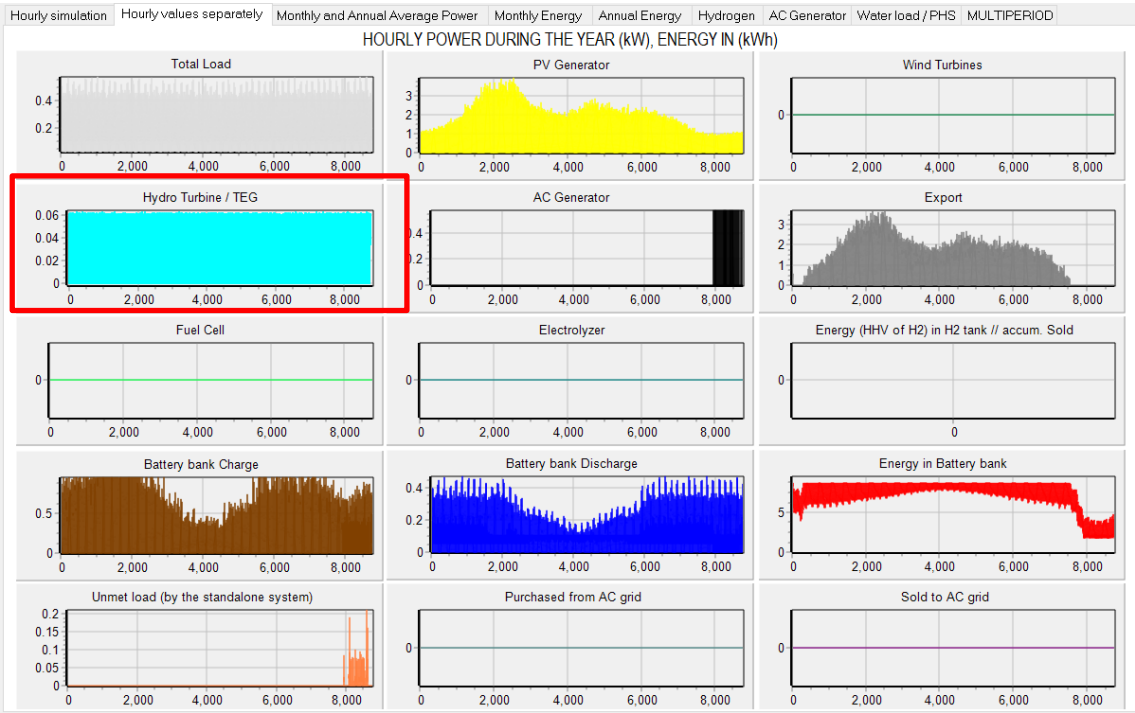 Hourly simulation Hourly values separately Monthly and Annual Average Power Monthly Energy Annual Energy Hydrogen AC Generator Water load / PHS MULTIPERIOD
HOURLY POWER DURING THE YEAR (kW), ENERGY IN (kWh)
Total Load
0.4
0.2
0 2,000 4,000 6,000 8,000
PV Generator
3
2
1
0
0 2,000 4,000 6,000 8,000
Wind Turbines
0
0 2,000 4,000 6,000 8,000
Hydro Turbine / TEG
0.06
0.04
0.02
0
0 2,000 4,000 6,000 8,000
AC Generator
0.4
0.2
0
0 2,000 4,000 6,000 8,000
Export
3
2
1
0
0 2,000 4,000 6,000 8,000
Fuel Cell
0
0 2,000 4,000 6,000 8,000
Electrolyzer
0
0 2,000 4,000 6,000 8,000
Energy (HHV of H2) in H2 tank // accum. Sold
0
0
Battery bank Charge
0.5
0
0 2,000 4,000 6,000 8,000
Battery bank Discharge
0.4
0.2
0
0 2,000 4,000 6,000 8,000
Energy in Battery bank
5
0
0 2,000 4,000 6,000 8,000
Unmet load (by the standalone system)
0.2
0.15
0.1
0.05
0
0 2,000 4,000 6,000 8,000
Purchased from AC grid
0
0 2,000 4,000 6,000 8,000
Sold to AC grid
0
0 2,000 4,000 6,000 8,000